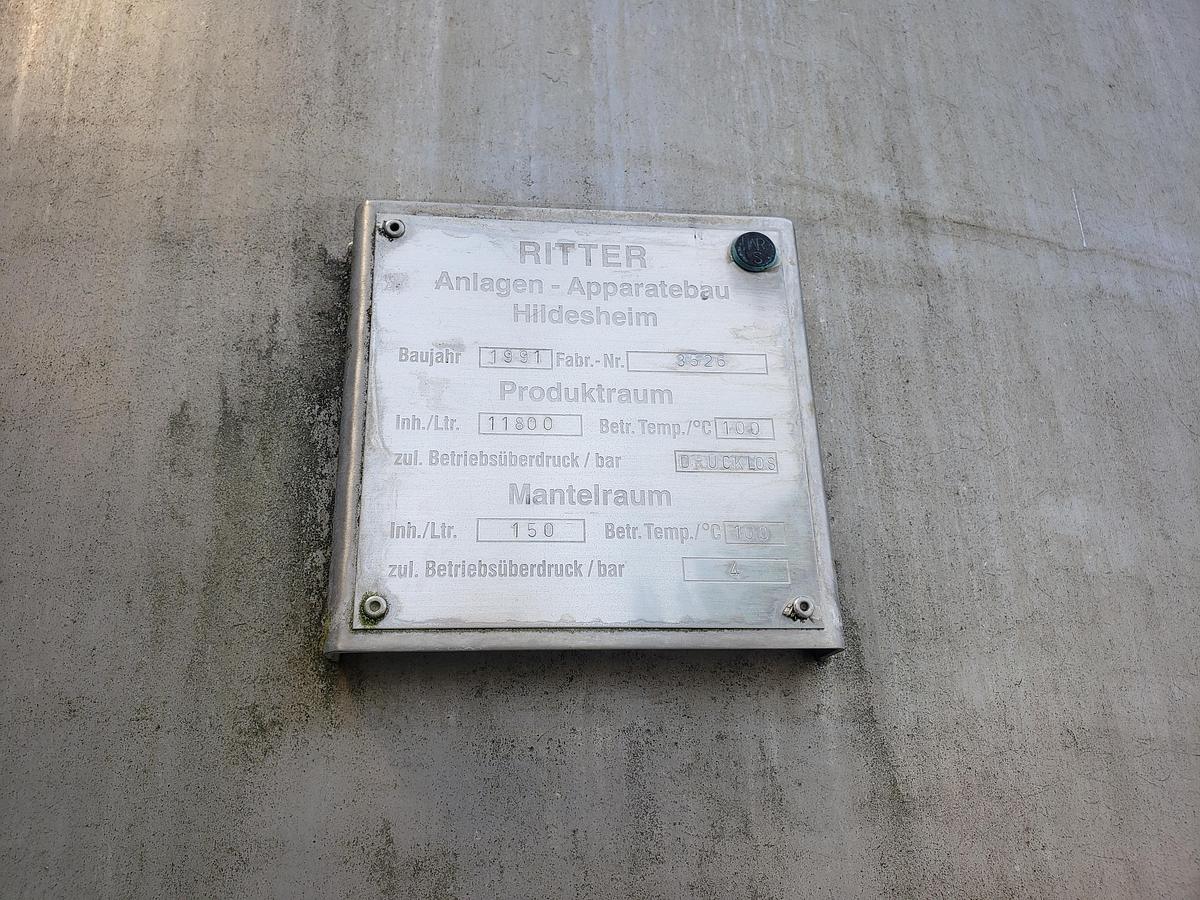 RITTER
Anlagen - Apparatebau
Hildesheim
Baujahr 1991 Fabr.-Nr. 3626
Produktraum
Inh./Ltr. 11800 Betr. Temp./°C 100
zul. Betriebsüberdruck / bar DRUCKLOS
Mantelraum
Inh./Ltr. 150 Betr. Temp./°C 100
zul. Betriebsüberdruck / bar 4